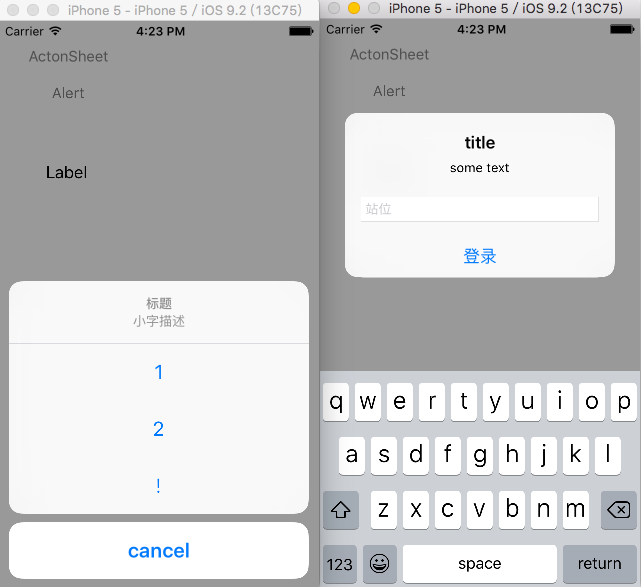 iPhone 5 - iPhone 5 / iOS 9.2 (13C75)
Carrier 4:23 PM
ActonSheet
Alert
Label
标题
小字描述
1
2
!
cancel
iPhone 5 - iPhone 5 / iOS 9.2 (13C75)
Carrier 4:23 PM
ActonSheet
Alert
title
some text
站位
登录
q w e r t y u i o p
a s d f g h j k l
z x c v b n m
123 space return